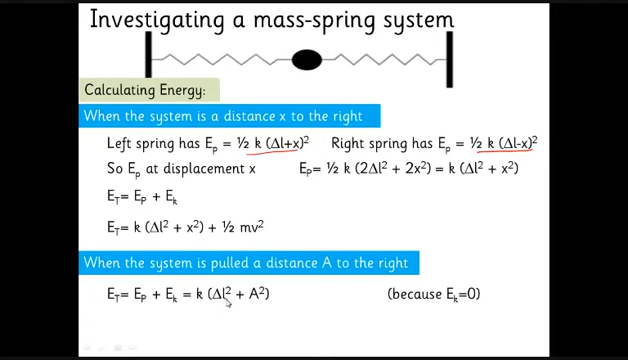 Investigating a mass-spring system
Calculating Energy:
When the system is a distance x to the right
Left spring has Eₚ = ½ k (Δl+x)² Right spring has Eₚ = ½ k (Δl-x)²
So Eₚ at displacement x Eₚ= ½ k (2Δl² + 2x²) = k (Δl² + x²)
E_T= Eₚ + Eₖ
E_T= k (Δl² + x²) + ½ mv²
When the system is pulled a distance A to the right
E_T= Eₚ + Eₖ = k (Δl² + A²) (because Eₖ=0)